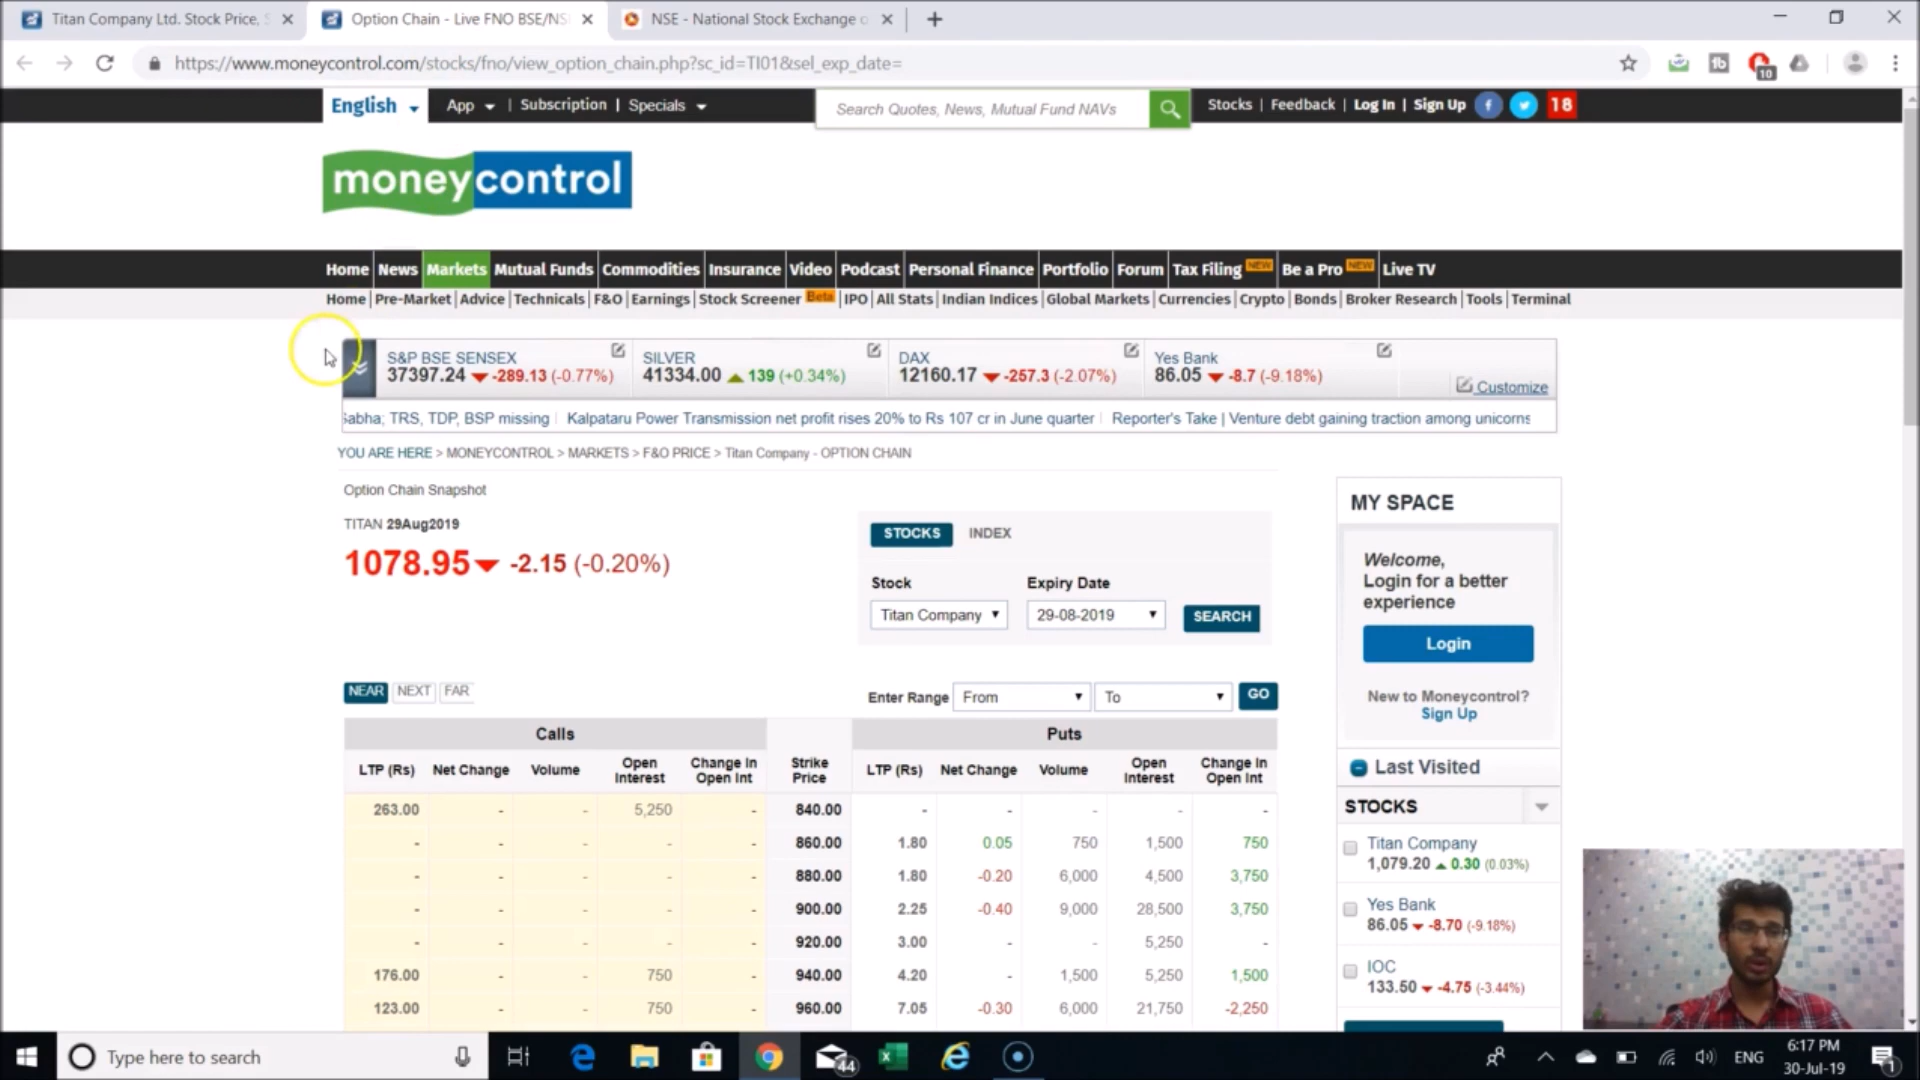 Titan Company Ltd. Stock Price, S
Option Chain - Live FNO BSE/NS
NSE - National Stock Exchange o
https://www.moneycontrol.com/stocks/fno/view_option_chain.php?sc_id=TI01&sel_exp_date=
10
English App | Subscription | Specials
Search Quotes, News, Mutual Fund NAVs
Stocks | Feedback | Log In | Sign Up 18
moneycontrol
Home News Markets Mutual Funds Commodities Insurance Video Podcast Personal Finance Portfolio Forum Tax Filing NEW Be a Pro NEW Live TV
Home | Pre-Market | Advice | Technicals | F&O | Earnings | Stock Screener Beta | IPO | All Stats | Indian Indices | Global Markets | Currencies | Crypto | Bonds | Broker Research | Tools | Terminal
S&P BSE SENSEX SILVER DAX Yes Bank
37397.24 -289.13 (-0.77%) 41334.00 139 (+0.34%) 12160.17 -257.3 (-2.07%) 86.05 -8.7 (-9.18%)
Customize
Sabha; TRS, TDP, BSP missing | Kalpataru Power Transmission net profit rises 20% to Rs 107 cr in June quarter | Reporter's Take | Venture debt gaining traction among unicorns
YOU ARE HERE > MONEYCONTROL > MARKETS > F&O PRICE > Titan Company - OPTION CHAIN
Option Chain Snapshot
TITAN 29Aug2019
1078.95 -2.15 (-0.20%)
STOCKS INDEX
Stock Expiry Date
Titan Company 29-08-2019 SEARCH
NEAR NEXT FAR
Enter Range From To GO
Calls Puts
LTP (Rs) Net Change Volume Open Interest Change In Open Int Strike Price LTP (Rs) Net Change Volume Open Interest Change In Open Int
263.00 - - 5,250 - 840.00 - - - - -
- - - - - 860.00 1.80 0.05 750 1,500 750
- - - - - 880.00 1.80 -0.20 6,000 4,500 3,750
- - - - - 900.00 2.25 -0.40 9,000 28,500 3,750
- - - - - 920.00 3.00 - - 5,250 -
176.00 - - 750 - 940.00 4.20 - 1,500 5,250 1,500
123.00 - - 750 - 960.00 7.05 -0.30 6,000 21,750 -2,250
MY SPACE
Welcome,
Login for a better
experience
Login
New to Moneycontrol?
Sign Up
Last Visited
STOCKS
Titan Company
1,079.20 0.30 (0.03%)
Yes Bank
86.05 -8.70 (-9.18%)
IOC
133.50 -4.75 (-3.44%)
Type here to search
44
ENG
6:17 PM
30-Jul-19
1